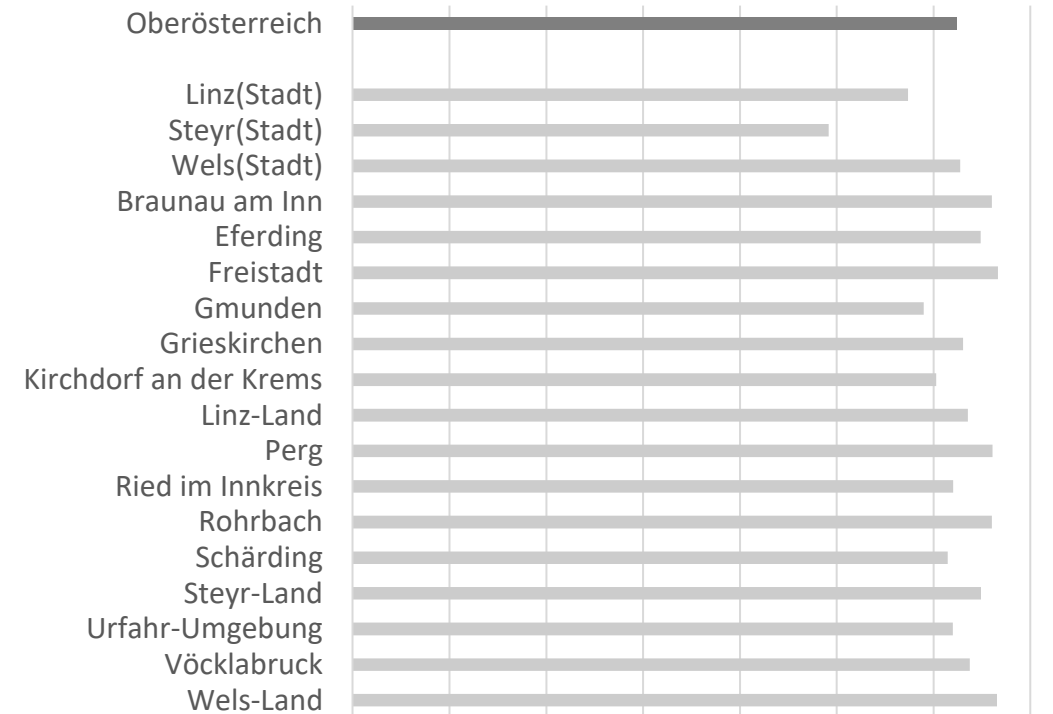 Oberösterreich
Linz(Stadt)
Steyr(Stadt)
Wels(Stadt)
Braunau am Inn
Eferding
Freistadt
Gmunden
Grieskirchen
Kirchdorf an der Krems
Linz-Land
Perg
Ried im Innkreis
Rohrbach
Schärding
Steyr-Land
Urfahr-Umgebung
Vöcklabruck
Wels-Land